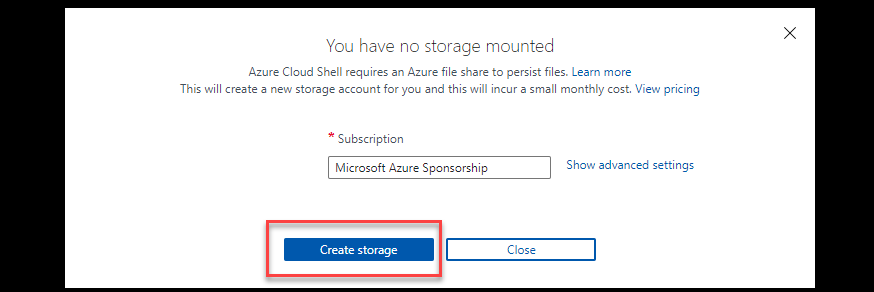 You have no storage mounted
Azure Cloud Shell requires an Azure file share to persist files. Learn more
This will create a new storage account for you and this will incur a small monthly cost. View pricing
* Subscription
Microsoft Azure Sponsorship
Show advanced settings
Create storage
Close